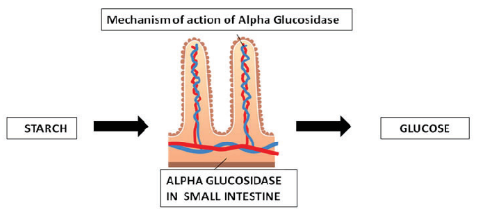 Mechanism of action of Alpha Glucosidase
STARCH
GLUCOSE
ALPHA GLUCOSIDASE
IN SMALL INTESTINE